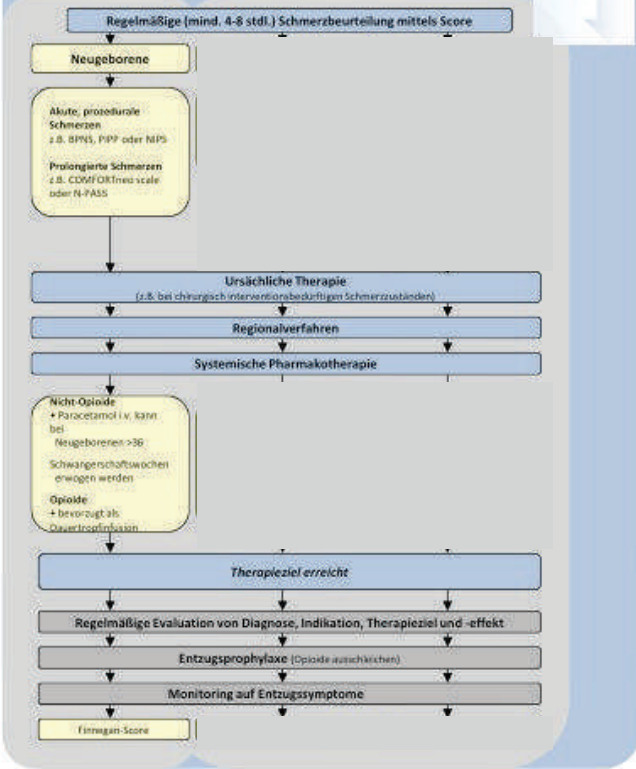 Regelmäßige (mind. 4-8 stdl.) Schmerzbeurteilung mittels Score
Neugeborene
Akute, prozedurale
Schmerzen
z.B. BPNS, PIPP oder NIPS
Prolongierte Schmerzen
z.B. COMFORTneo scale
oder N-PASS
Ursächliche Therapie
(z.B. bei chirurgisch interventionsbedürftigen Schmerzzuständen)
Regionalverfahren
Systemische Pharmakotherapie
Nicht-Opioide
+ Paracetamol i.v. kann
bei
Neugeborenen >36
Schwangerschaftswochen
erwogen werden
Opioide
+ bevorzugt als
Dauertropfinfusion
Therapieziel erreicht
Regelmäßige Evaluation von Diagnose, Indikation, Therapieziel und -effekt
Entzugsprophylaxe (Opioide ausschleichen)
Monitoring auf Entzugssymptome
Finnegan-Score